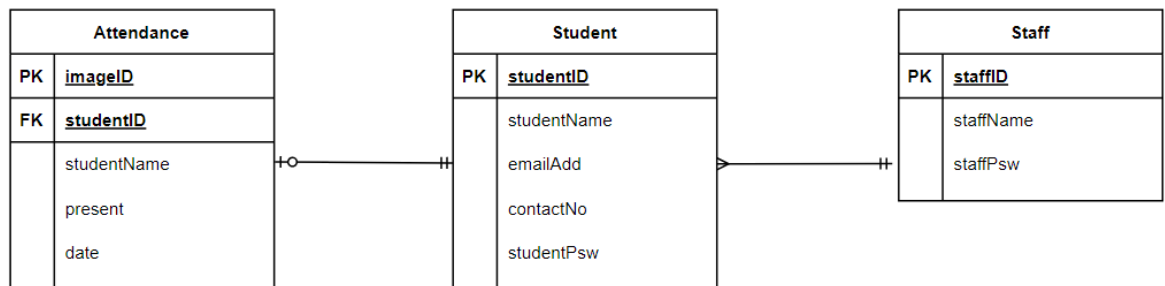 Attendance
PK imageID
FK studentID
studentName
present
date
Student
PK studentID
studentName
emailAdd
contactNo
studentPsw
Staff
PK staffID
staffName
staffPsw